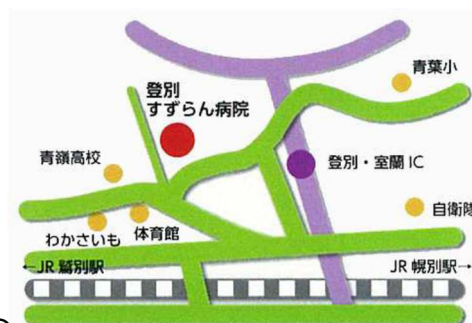 青葉小
登別
すずらん病院
青嶺高校
登別・室蘭 IC
わかさいも
体育館
自衛隊
←JR 鷲別駅
JR 幌別駅→